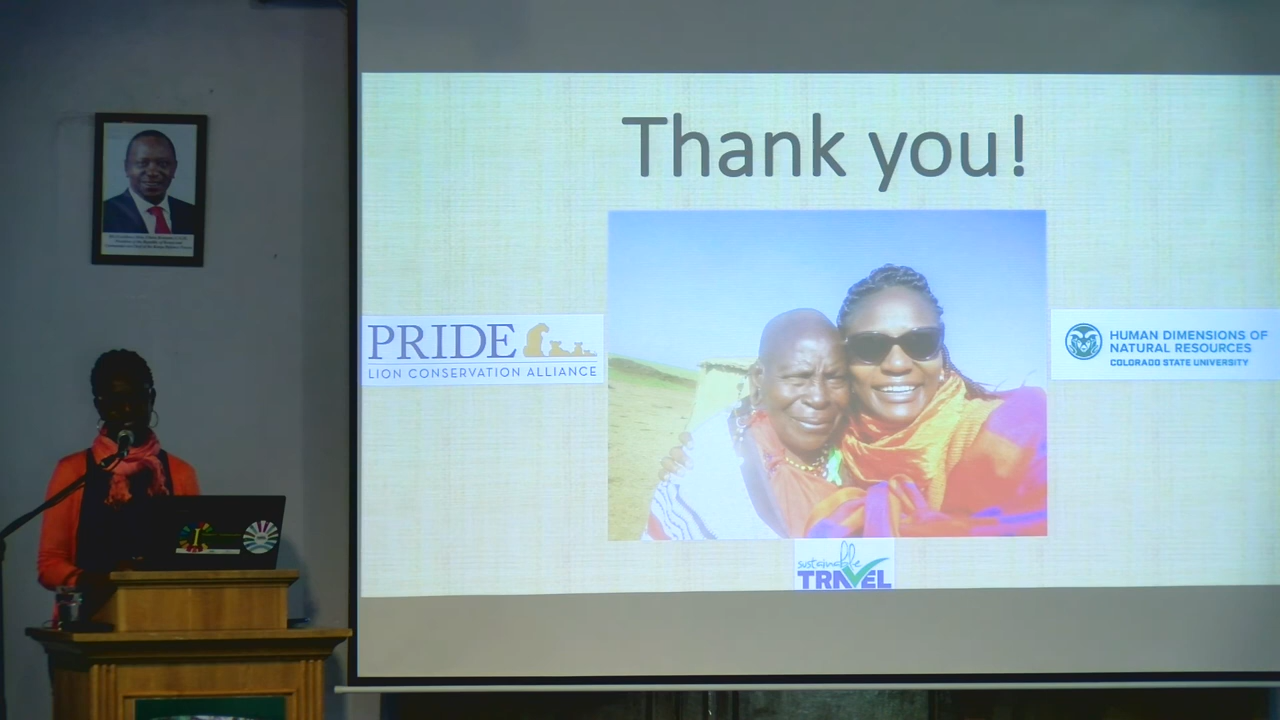 Thank you!
PRIDE
LION CONSERVATION ALLIANCE
HUMAN DIMENSIONS OF
NATURAL RESOURCES
COLORADO STATE UNIVERSITY
sustainable
TRAVEL